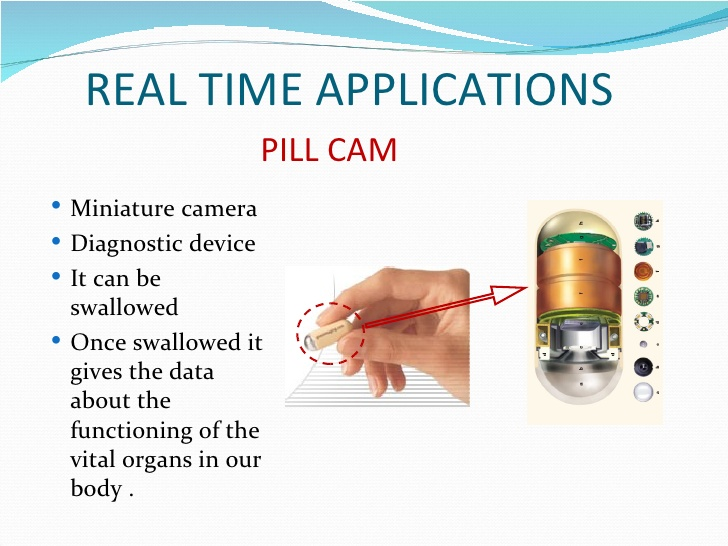 REAL TIME APPLICATIONS
PILL CAM
Miniature camera
Diagnostic device
It can be
swallowed
Once swallowed it
gives the data
about the
functioning of the
vital organs in our
body .